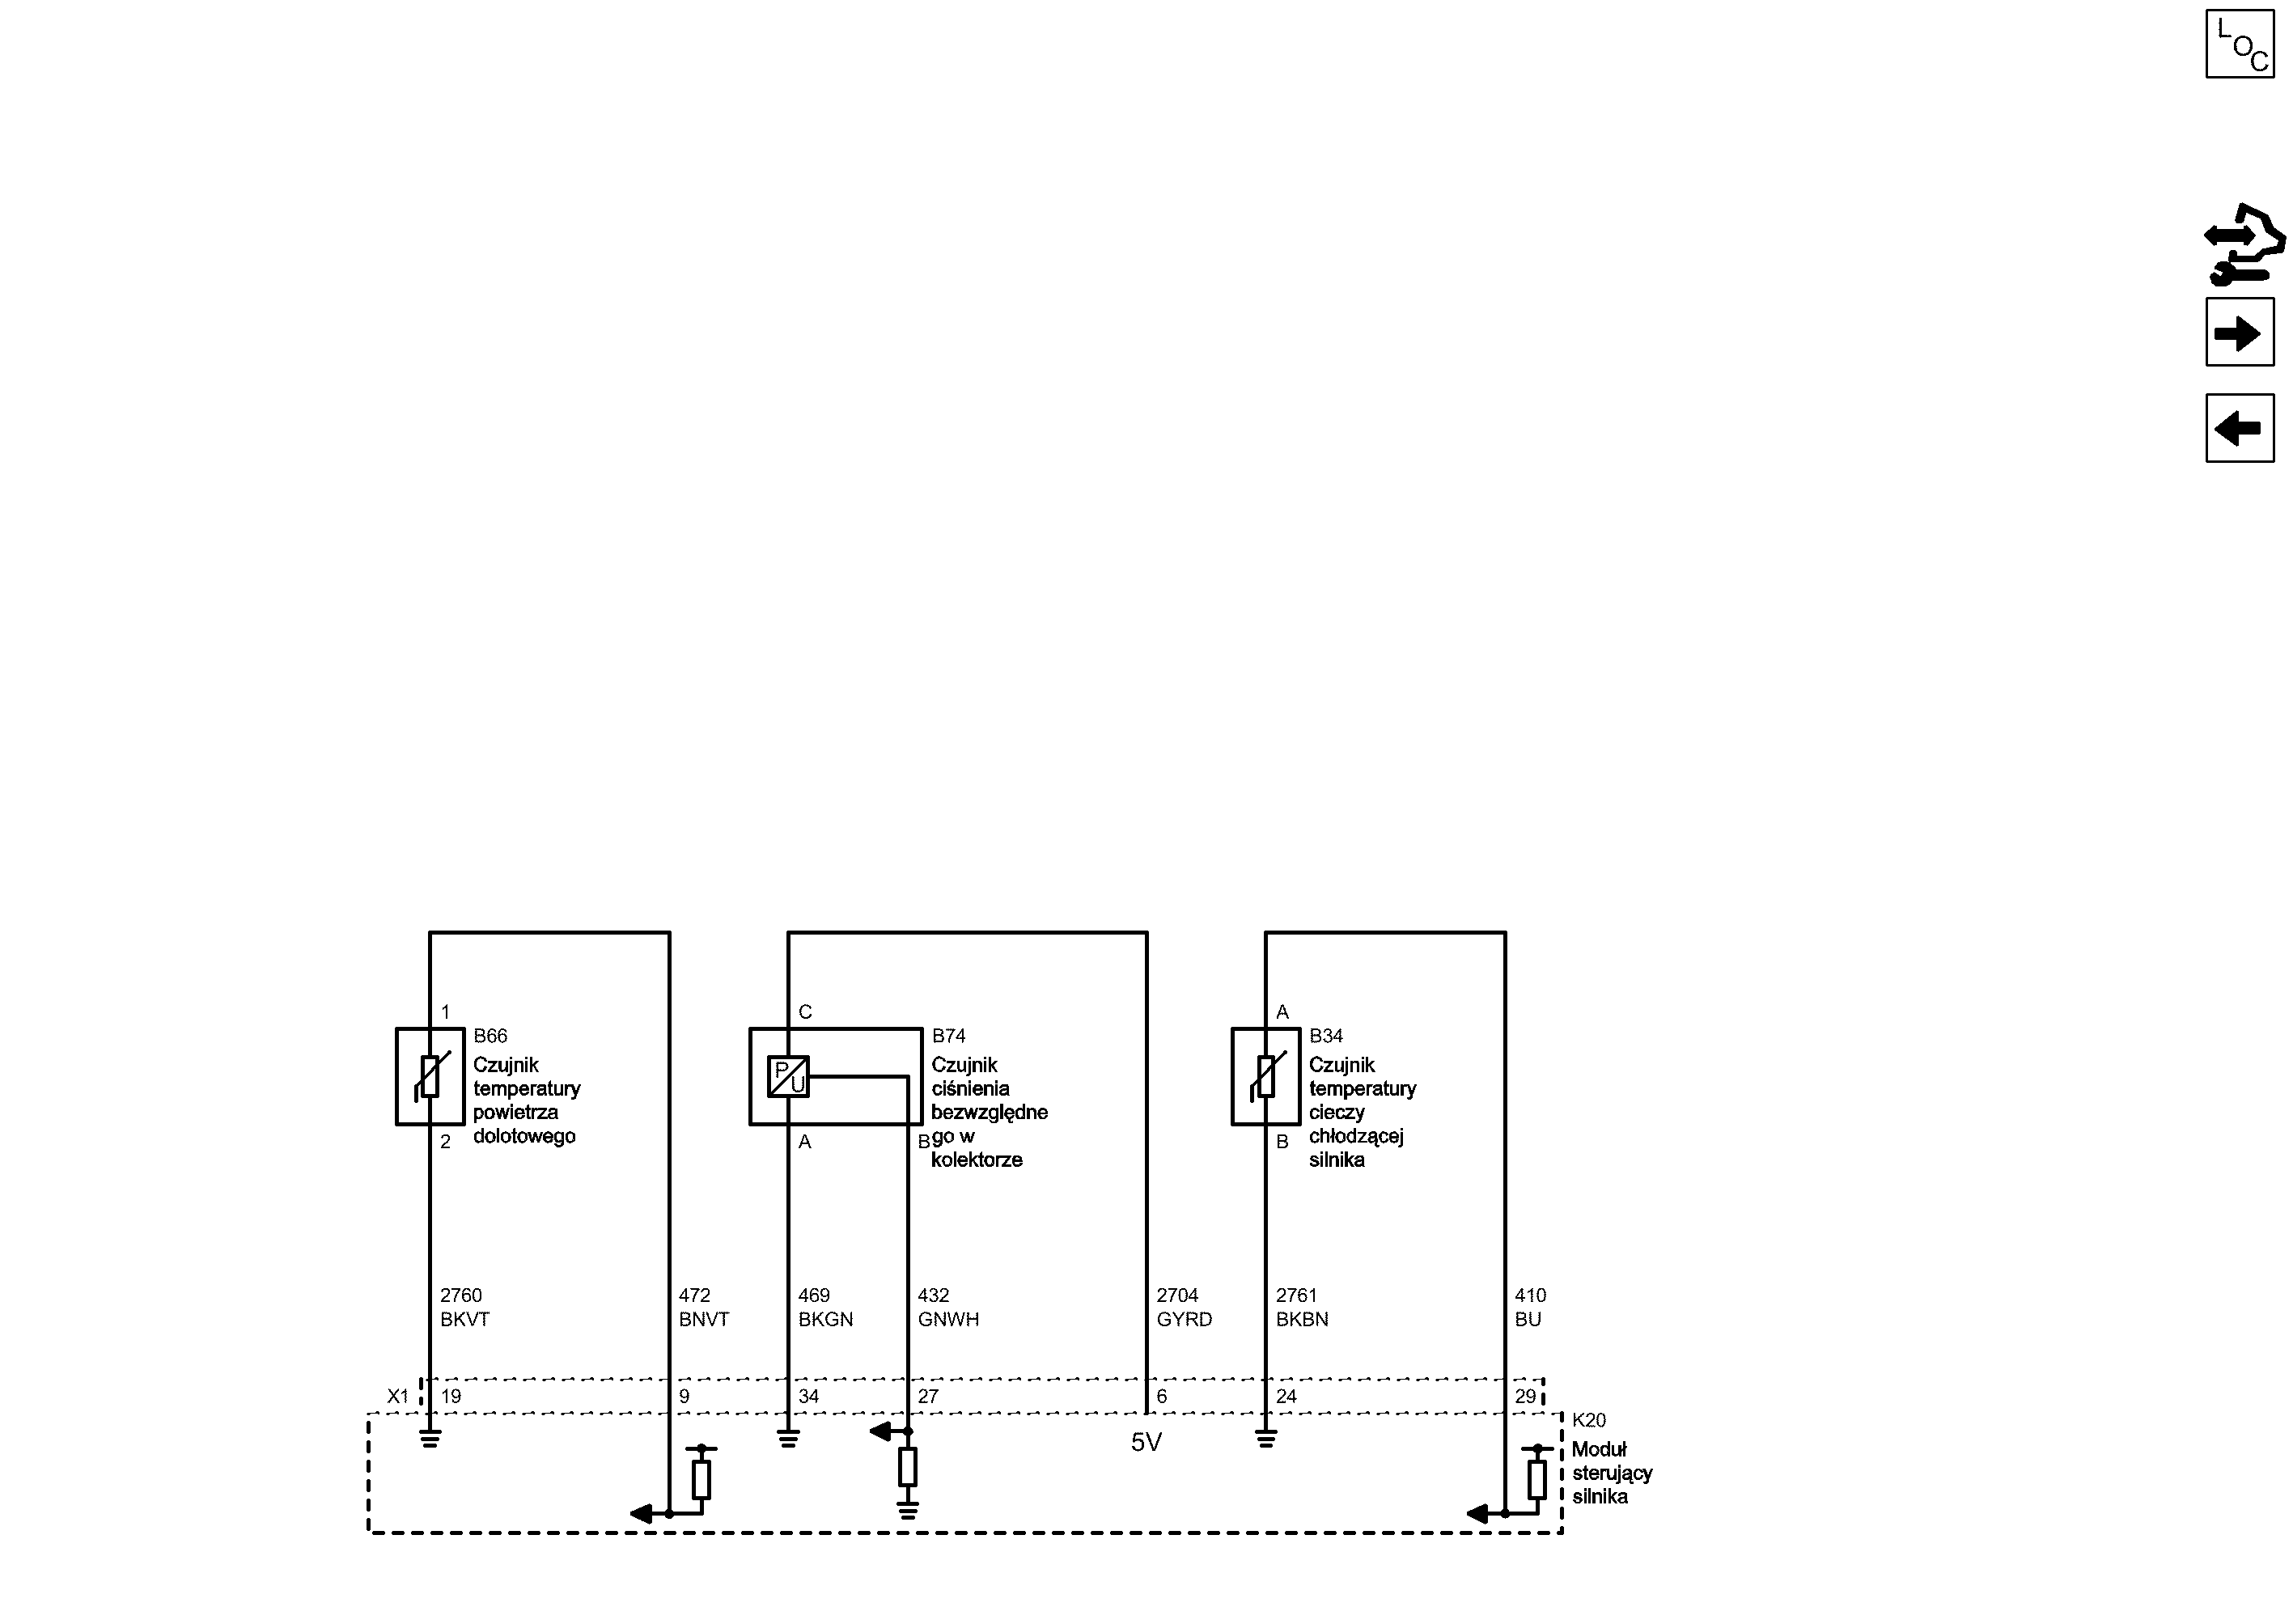 L
O
C
1
B66
Czujnik
temperatury
powietrza
dolotowego
2
C
B74
P
U
Czujnik
ciśnienia
bezwzględne
go w
kolektorze
A
B
A
B34
Czujnik
temperatury
cieczy
chłodzącej
silnika
B
2760
BKVT
472
BNVT
469
BKGN
432
GNWH
2704
GYRD
2761
BKBN
410
BU
X1 19 9 34 27 6 24 29
5V
K20
Moduł
sterujący
silnika